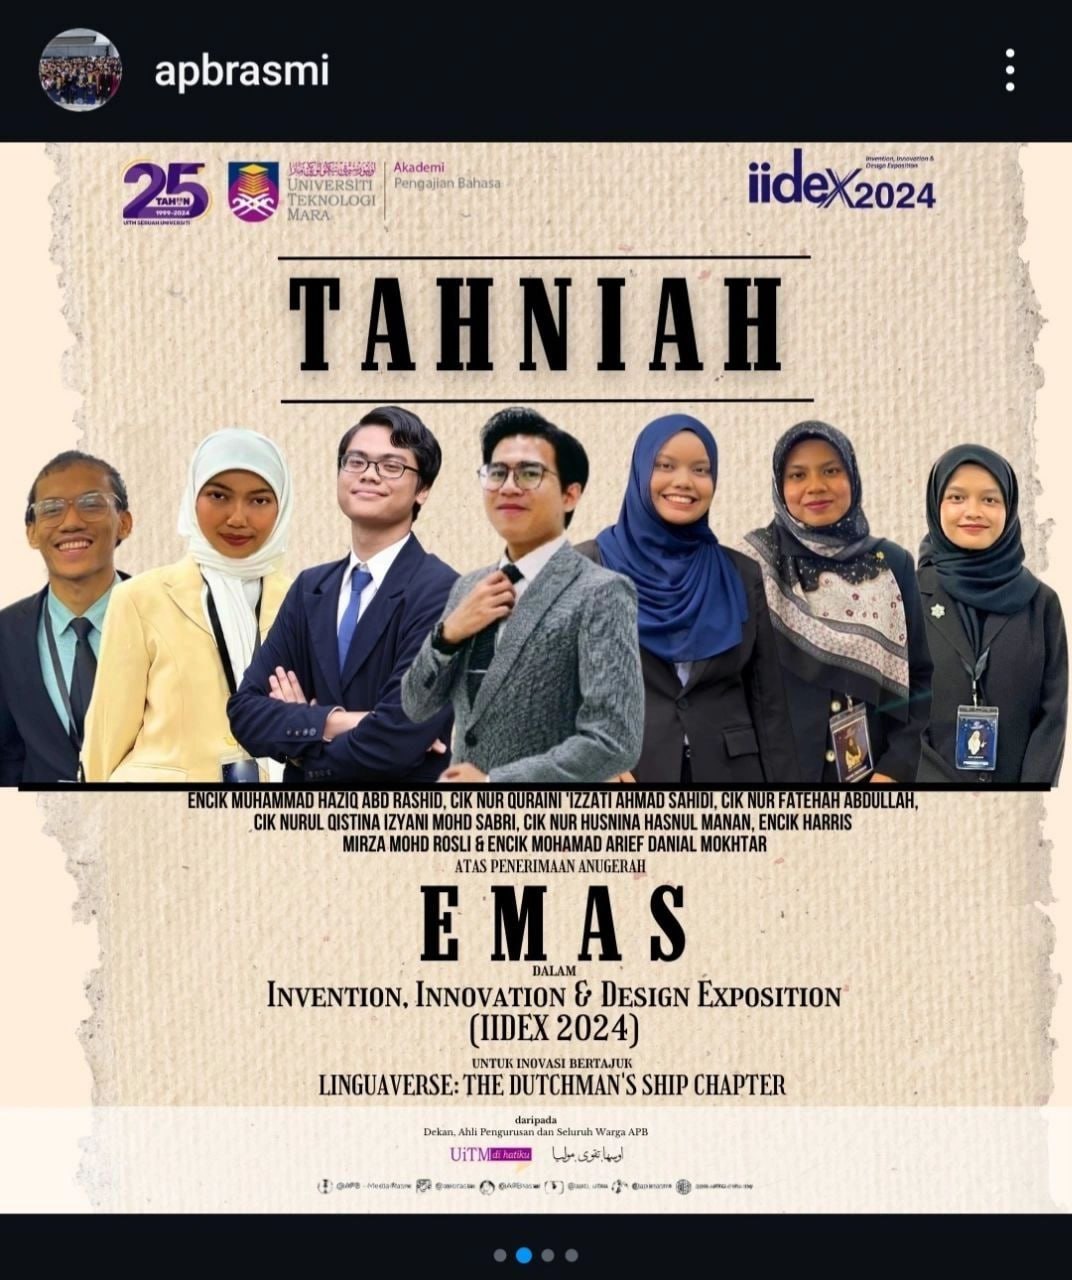 apbrasmi
25
TAHUN
1999-2024
UITM SEBUAH UNIVERSITI
UNIVERSITI
TEKNOLOGI
MARA
Akademi
Pengajian Bahasa
iidex2024
Invention, Innovation &
Design Exposition
TAHNIAH
ENCIK MUHAMMAD HAZIQ ABD RASHID, CIK NUR QURAINI 'IZZATI AHMAD SAHIDI, CIK NUR FATEHAH ABDULLAH,
CIK NURUL QISTINA IZYANI MOHD SABRI, CIK NUR HUSNINA HASNUL MANAN, ENCIK HARRIS
MIRZA MOHD ROSLI & ENCIK MOHAMAD ARIEF DANIAL MOKHTAR
ATAS PENERIMAAN ANUGERAH
EMAS
DALAM
INVENTION, INNOVATION & DESIGN EXPOSITION
(IIDEX 2024)
UNTUK INOVASI BERTAJUK
LINGUAVERSE: THE DUTCHMAN'S SHIP CHAPTER
daripada
Dekan, Ahli Pengurusan dan Seluruh Warga APB
UiTM di hatiku